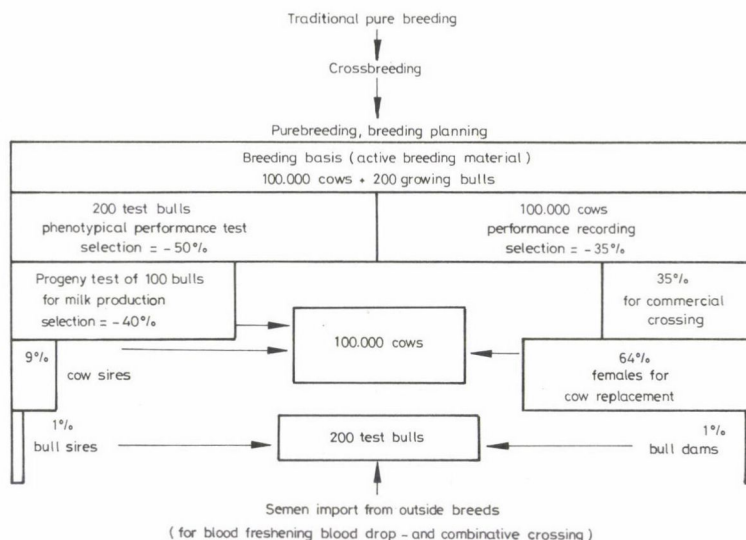 Traditional pure breeding
Crossbreeding
Purebreeding, breeding planning
Breeding basis (active breeding material)
100.000 cows + 200 growing bulls
200 test bulls
phenotypical performance test
selection = -50%
100.000 cows
performance recording
selection = -35%
Progeny test of 100 bulls
for milk production
selection = -40%
35%
for commercial
crossing
100.000 cows
9%
cow sires
64%
females for
cow replacement
1%
bull sires
200 test bulls
1%
bull dams
Semen import from outside breeds
(for blood freshening blood drop - and combinative crossing)